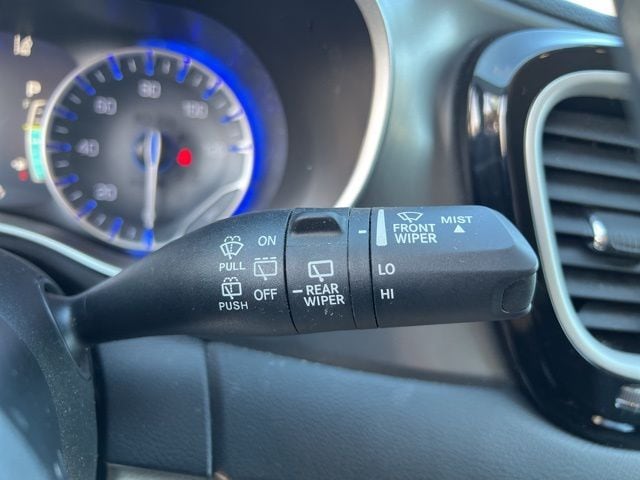 P
20
40
60
80
100
PULL
ON
OFF
PUSH
REAR
WIPER
FRONT
WIPER
MIST
LO
HI